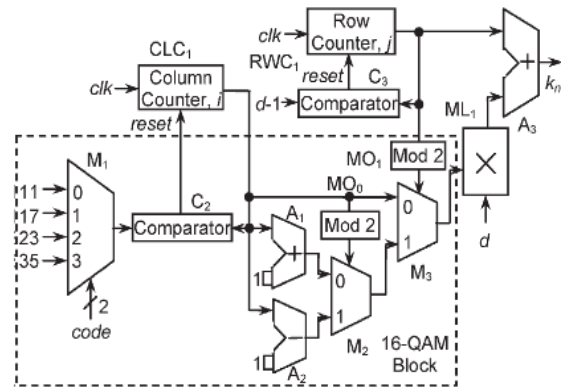 clk
Row
Counter, j
CLC1
RWC1
reset
C3
clk
Column
Counter, i
d-1
Comparator
ML1
A3
kn
reset
MO1
Mod 2
M1
11
17
23
35
0
1
2
3
C2
Comparator
A1
1
MO0
Mod 2
0
1
M3
d
0
1
M2
code
2
1
A2
16-QAM
Block